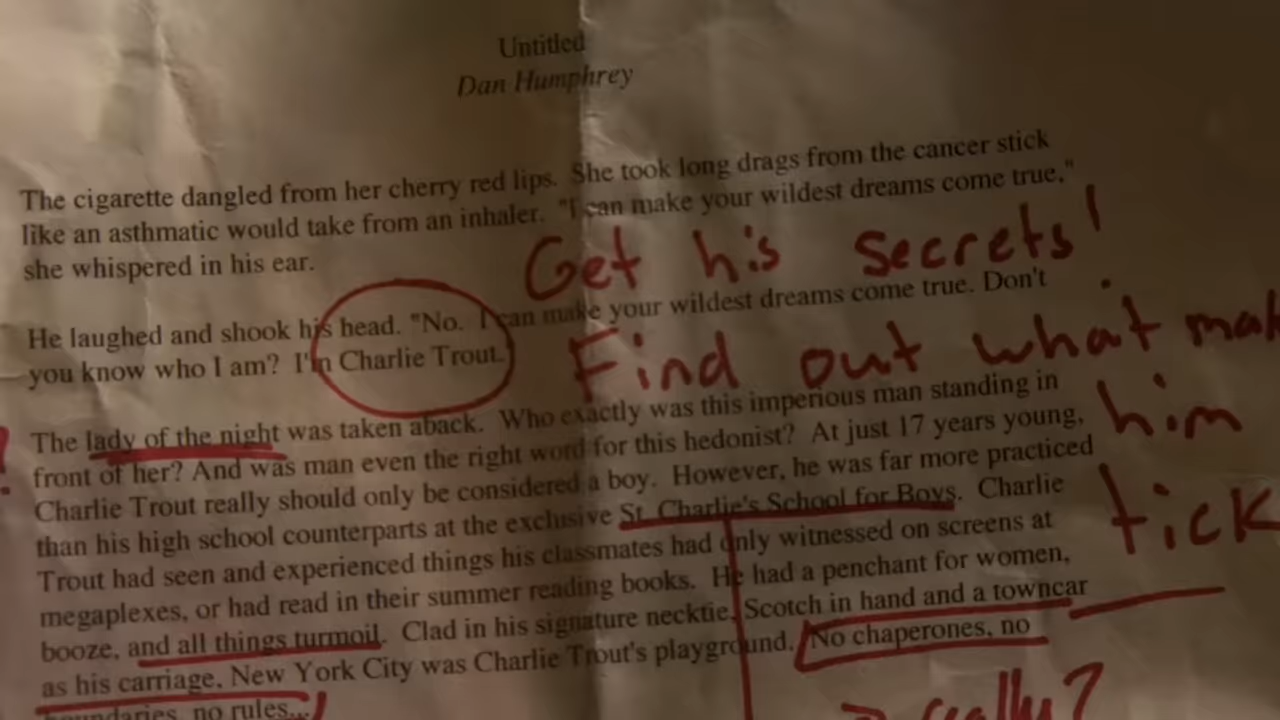 Untitled
Dan Humphrey
The cigarette dangled from her cherry red lips. She took long drags from the cancer stick
like an asthmatic would take from an inhaler. "I can make your wildest dreams come true,"
she whispered in his ear.
Get his secrets!
He laughed and shook his head. "No. I can make your wildest dreams come true. Don't
you know who I am? I'm Charlie Trout.
Find out what
him
tick
The lady of the night was taken aback. Who exactly was this imperious man standing in
front of her? And was man even the right word for this hedonist? At just 17 years young,
Charlie Trout really should only be considered a boy. However, he was far more practiced
than his high school counterparts at the exclusive St. Charlie's School for Boys. Charlie
Trout had seen and experienced things his classmates had only witnessed on screens at
megaplexes, or had read in their summer reading books. He had a penchant for women,
booze, and all things turmoil. Clad in his signature necktie, Scotch in hand and a towncar
as his carriage, New York City was Charlie Trout's playground. No chaperones, no
no rules...
really?